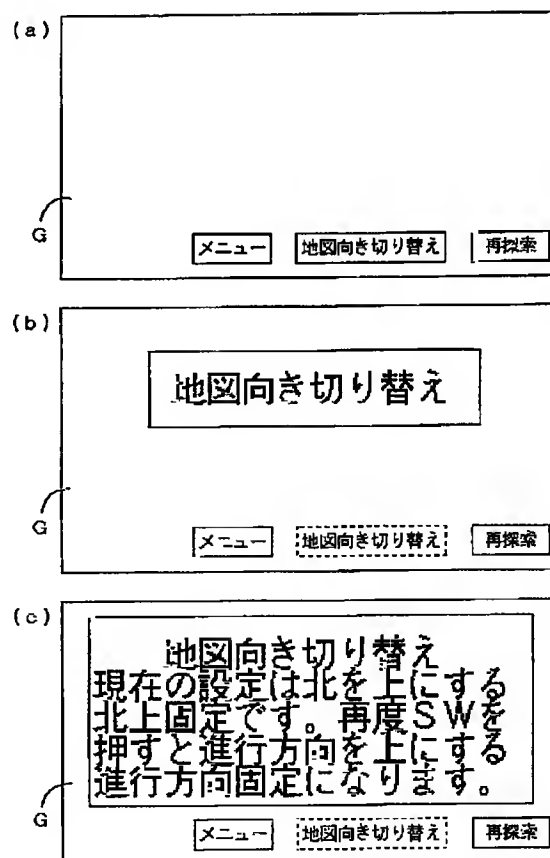 (a)
G
メニュー 地図向き切り替え 再探索
(b)
地図向き切り替え
G
メニュー 地図向き切り替え 再探索
(c)
地図向き切り替え
現在の設定は北を上にする
北上固定です。再度SWを
押すと進行方向を上にする
進行方向固定になります。
G
メニュー 地図向き切り替え 再探索